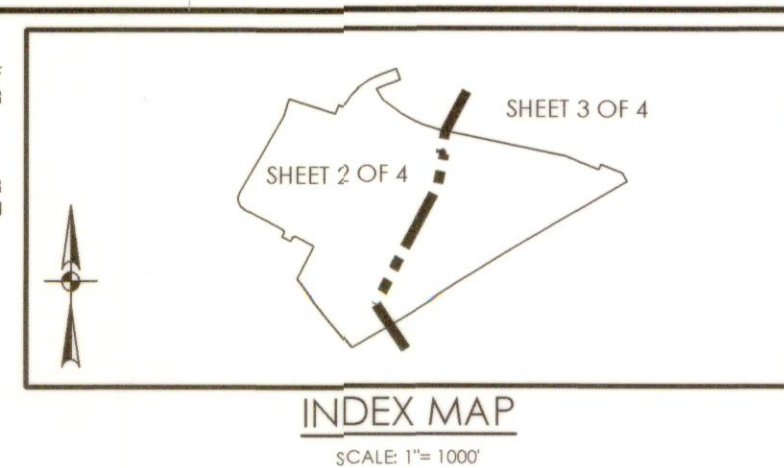 SHEET 3 OF 4
SHEET 2 OF 4
INDEX MAP
SCALE: 1"= 1000'